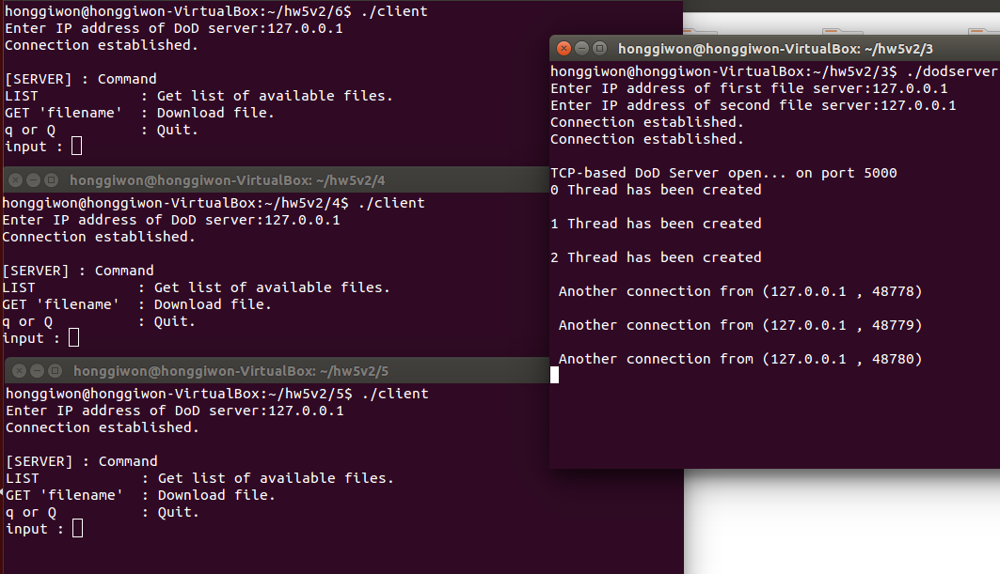 honggiwon@honggiwon-VirtualBox:~/hw5v2/6$ ./client
Enter IP address of DoD server:127.0.0.1
Connection established.
[SERVER] : Command
LIST : Get list of available files.
GET 'filename' : Download file.
q or Q : Quit.
input :
honggiwon@honggiwon-VirtualBox: ~/hw5v2/4
honggiwon@honggiwon-VirtualBox:~/hw5v2/4$ ./client
Enter IP address of DoD server:127.0.0.1
Connection established.
[SERVER] : Command
LIST : Get list of available files.
GET 'filename' : Download file.
q or Q : Quit.
input :
honggiwon@honggiwon-VirtualBox: ~/hw5v2/5
honggiwon@honggiwon-VirtualBox:~/hw5v2/5$ ./client
Enter IP address of DoD server:127.0.0.1
Connection established.
[SERVER] : Command
LIST : Get list of available files.
GET 'filename' : Download file.
q or Q : Quit.
input :
honggiwon@honggiwon-VirtualBox: ~/hw5v2/3
honggiwon@honggiwon-VirtualBox:~/hw5v2/3$ ./dodserver
Enter IP address of first file server:127.0.0.1
Enter IP address of second file server:127.0.0.1
Connection established.
Connection established.
TCP-based DoD Server open... on port 5000
0 Thread has been created
1 Thread has been created
2 Thread has been created
Another connection from (127.0.0.1 , 48778)
Another connection from (127.0.0.1 , 48779)
Another connection from (127.0.0.1 , 48780)